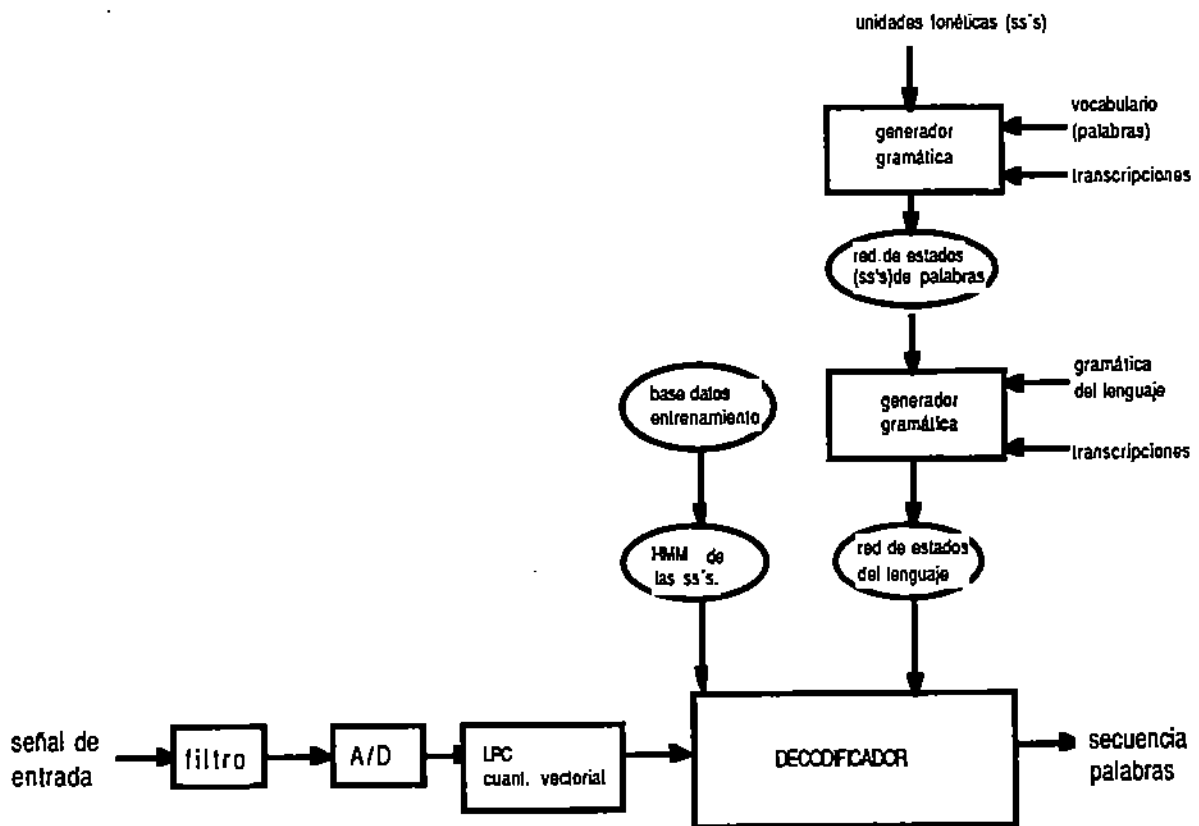 unidades fonéticas (ss's)
vocabulario
(palabras)
generador
gramática
transcripciones
red.de estados
(ss's)de palabras
gramática
del lenguaje
base datos
entrenamiento
generador
gramática
transcripciones
HMM de
las ss's.
red de estados
del lenguaje
señal de
entrada
filtro
A/D
LPC
cuant. vectorial
DECODIFICADOR
secuencia
palabras